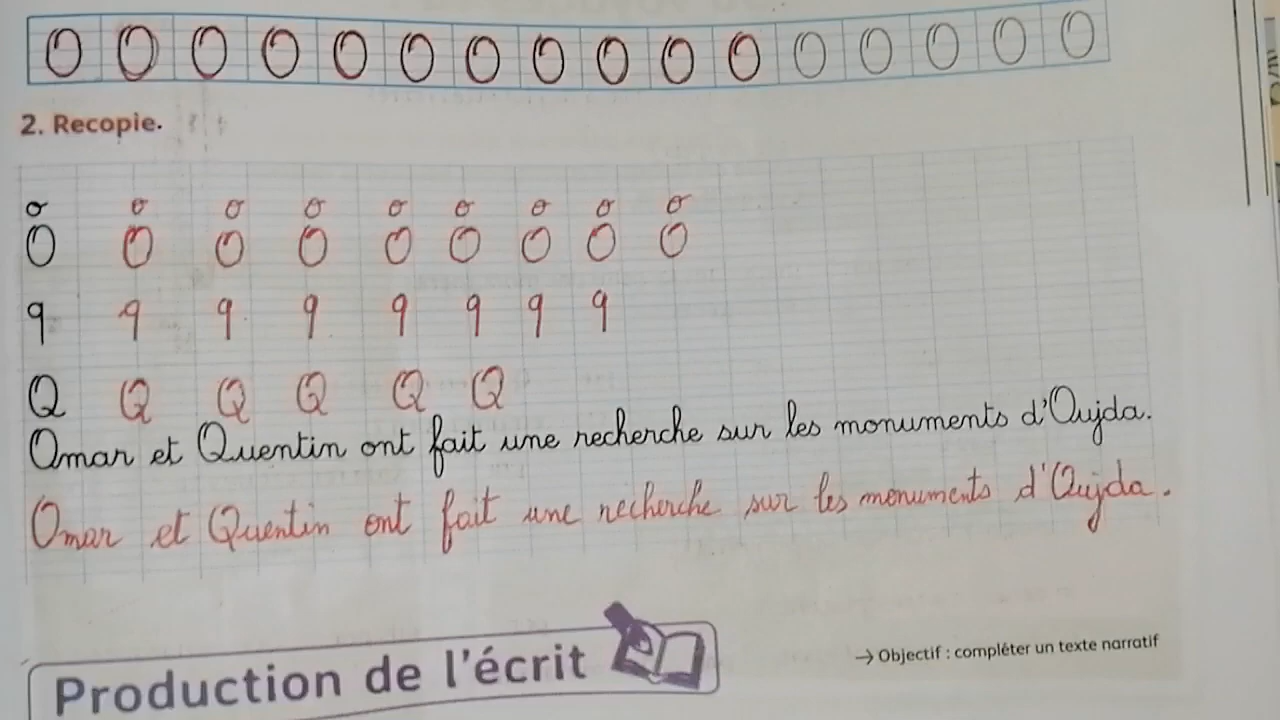 O O O O O O O O O O O O O O O O
2. Recopie.
o o o o o o o o o
O O O O O O O O O
q q q q q q q q
Q Q Q Q Q Q
Omar et Quentin ont fait une recherche sur les monuments d'Oujda.
Omar et Quentin ont fait une recherche sur les monuments d'Oujda.
Production de l'écrit
→ Objectif : compléter un texte narratif